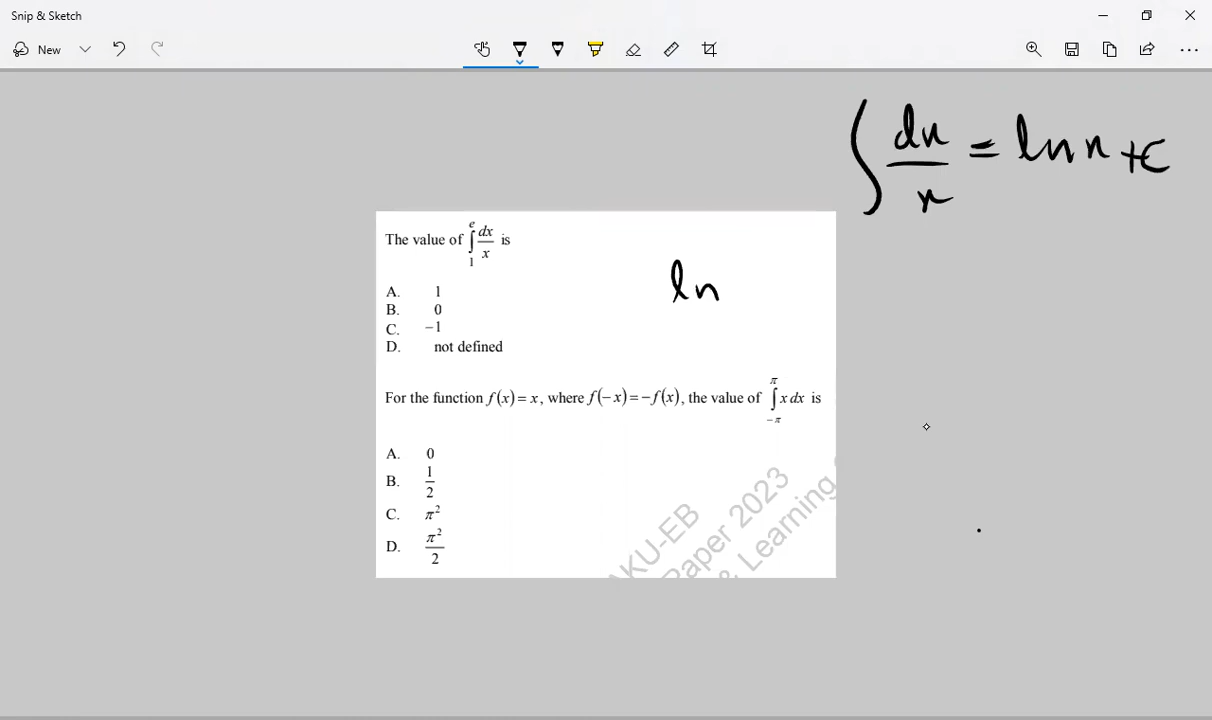 Snip & Sketch
New
∫ dx/x = ln x + C
The value of ∫₁ᵉ dx/x is
ln
A. 1
B. 0
C. −1
D. not defined
For the function f(x) = x, where f(−x) = −f(x), the value of ∫_{−π}^{π} x dx is
A. 0
B. 1/2
C. π²
D. π²/2
AKU-EB
Paper 2023
& Learning